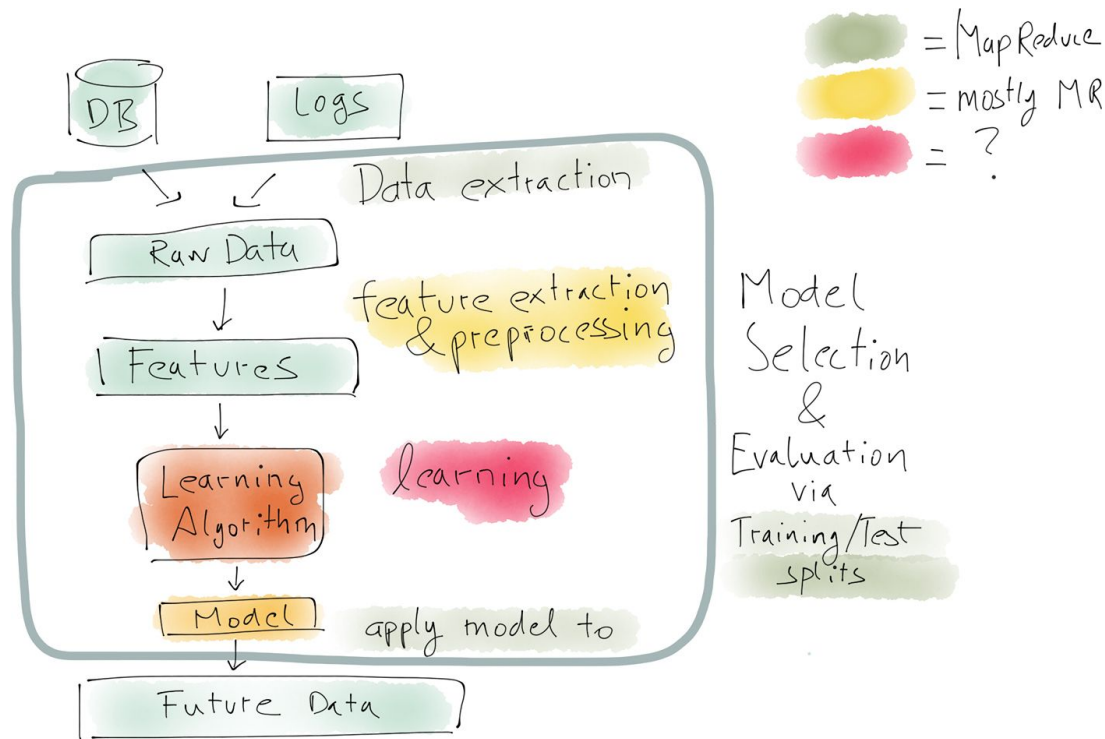 DB
Logs
= MapReduce
= mostly MR
= ?
Data extraction
Raw Data
feature extraction
& preprocessing
Features
Learning
Algorithm
learning
Model
apply model to
Future Data
Model
Selection
&
Evaluation
via
Training/Test
splits